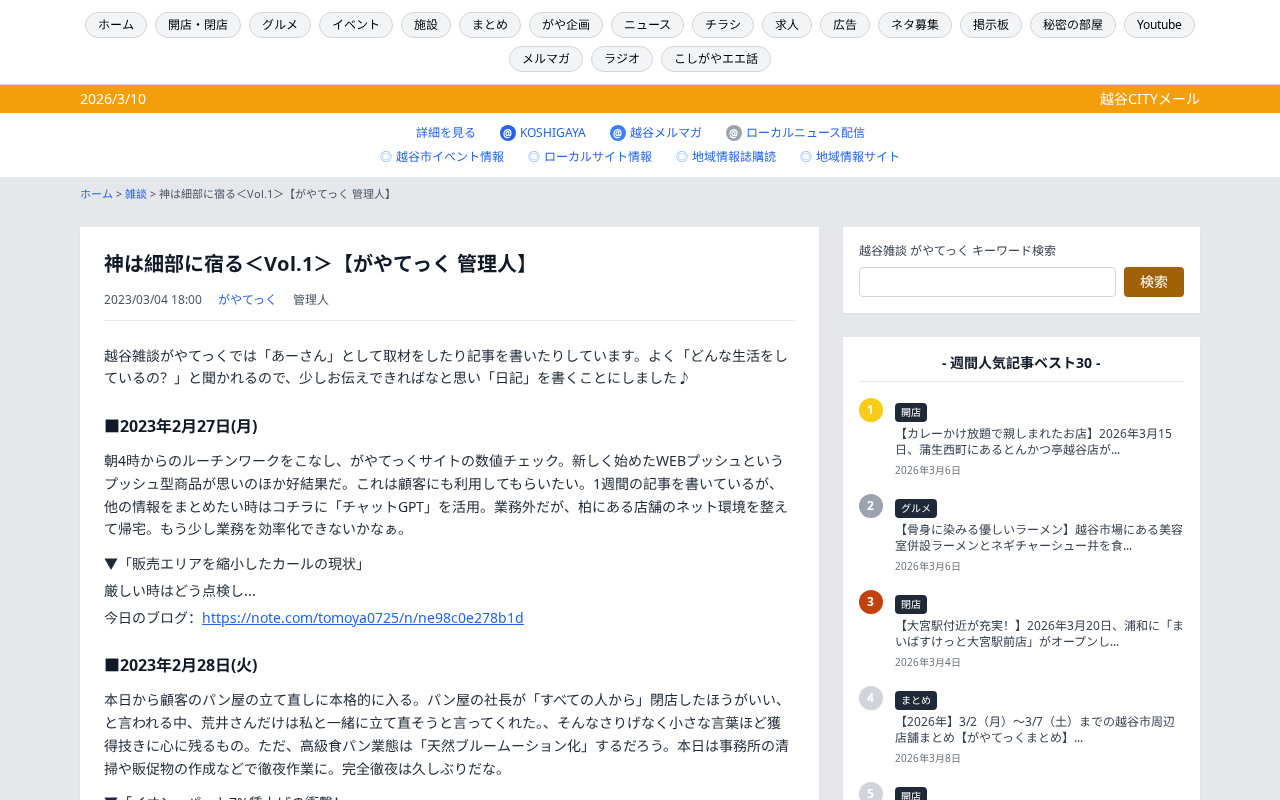 ホーム 開店・閉店 グルメ イベント 施設 まとめ がや企画 ニュース チラシ 求人 広告 ネタ募集 掲示板 秘密の部屋 Youtube
メルマガ ラジオ こしがやエエ話
2026/3/10 越谷CITYメール
詳細を見る @ KOSHIGAYA @ 越谷メルマガ @ ローカルニュース配信
◎ 越谷市イベント情報 ◎ ローカルサイト情報 ◎ 地域情報誌購読 ◎ 地域情報サイト
ホーム > 雑談 > 神は細部に宿る＜Vol.1＞【がやてっく 管理人】
神は細部に宿る＜Vol.1＞【がやてっく 管理人】
2023/03/04 18:00 がやてっく 管理人
越谷雑談がやてっくでは「あーさん」として取材をしたり記事を書いたりしています。よく「どんな生活をし
ているの？」と聞かれるので、少しお伝えできればなと思い「日記」を書くことにしました♪
■2023年2月27日(月)
朝4時からのルーチンワークをこなし、がやてっくサイトの数値チェック。新しく始めたWEBプッシュという
プッシュ型商品が思いのほか好結果だ。これは顧客にも利用してもらいたい。1週間の記事を書いているが、
他の情報をまとめたい時はコチラに「チャットGPT」を活用。業務外だが、柏にある店舗のネット環境を整え
て帰宅。もう少し業務を効率化できないかなぁ。
▼「販売エリアを縮小したカールの現状」
厳しい時はどう点検し...
今日のブログ：https://note.com/tomoya0725/n/ne98c0e278b1d
■2023年2月28日(火)
本日から顧客のパン屋の立て直しに本格的に入る。パン屋の社長が「すべての人から」閉店したほうがいい、
と言われる中、荒井さんだけは私と一緒に立て直そうと言ってくれた。、そんなさりげなく小さな言葉ほど獲
得技きに心に残るもの。ただ、高級食パン業態は「天然ブルームーション化」するだろう。本日は事務所の清
掃や販促物の作成などで徹夜作業に。完全徹夜は久しぶりだな。
越谷雑談 がやてっく キーワード検索
検索
- 週間人気記事ベスト30 -
1 開店
【カレーかけ放題で親しまれたお店】2026年3月15
日、蒲生西町にあるとんかつ亭越谷店が...
2026年3月6日
2 グルメ
【骨身に染みる優しいラーメン】越谷市場にある美容
室併設ラーメンとネギチャーシュー丼を食...
2026年3月6日
3 閉店
【大宮駅付近が充実！】2026年3月20日、浦和に「ま
いばすけっと大宮駅前店」がオープンし...
2026年3月4日
4 まとめ
【2026年】3/2（月）〜3/7（土）までの越谷市周辺
店舗まとめ【がやてっくまとめ】...
2026年3月8日
5 開店